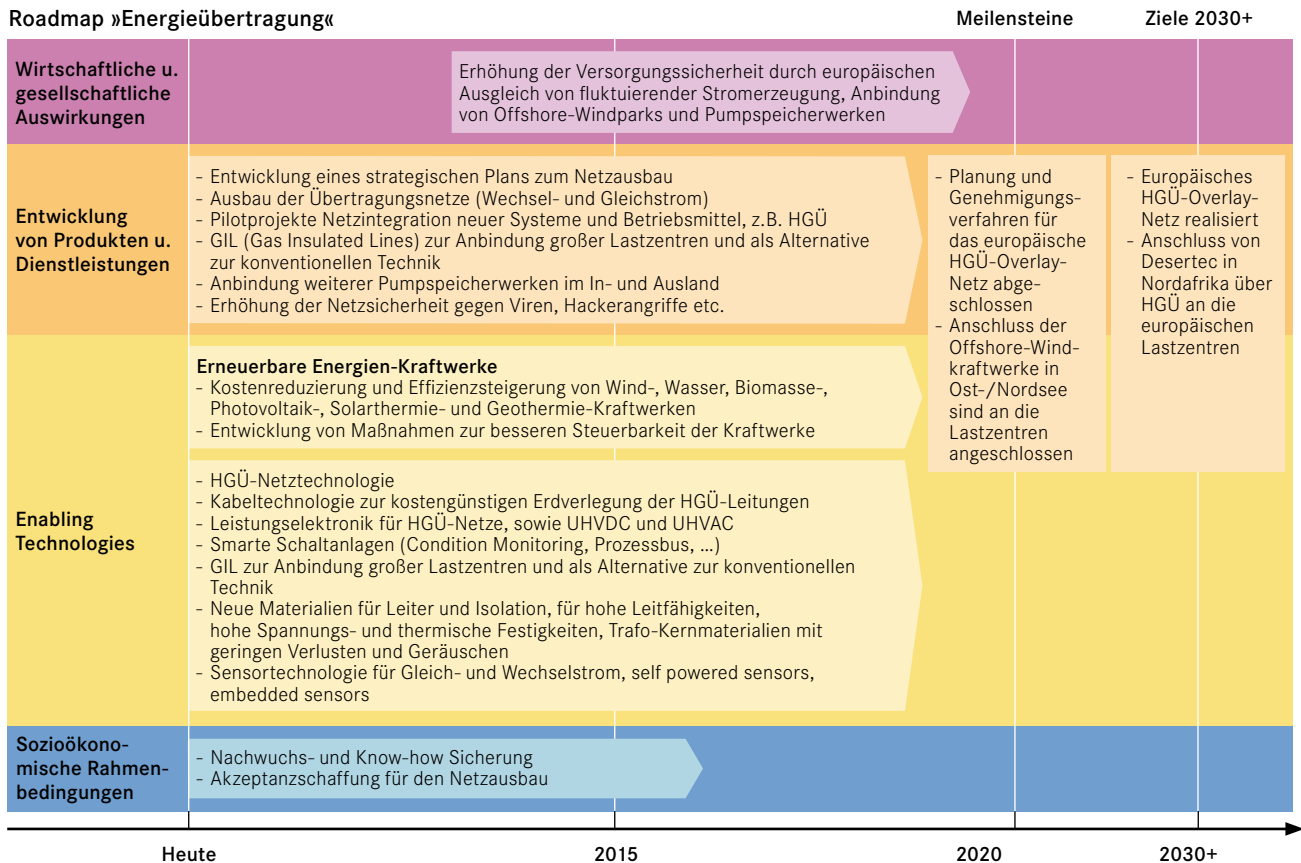 Roadmap »Energieübertragung«
Meilensteine
Ziele 2030+
Wirtschaftliche u.
gesellschaftliche
Auswirkungen
Erhöhung der Versorgungssicherheit durch europäischen
Ausgleich von fluktuierender Stromerzeugung, Anbindung
von Offshore-Windparks und Pumpspeicherwerken
Entwicklung
von Produkten u.
Dienstleistungen
- Entwicklung eines strategischen Plans zum Netzausbau
- Ausbau der Übertragungsnetze (Wechsel- und Gleichstrom)
- Pilotprojekte Netzintegration neuer Systeme und Betriebsmittel, z.B. HGÜ
- GIL (Gas Insulated Lines) zur Anbindung großer Lastzentren und als Alternative
zur konventionellen Technik
- Anbindung weiterer Pumpspeicherwerken im In- und Ausland
- Erhöhung der Netzsicherheit gegen Viren, Hackerangriffe etc.
- Planung und
Genehmigungs-
verfahren für
das europäische
HGÜ-Overlay-
Netz abge-
schlossen
- Anschluss der
Offshore-Wind-
kraftwerke in
Ost-/Nordsee
sind an die
Lastzentren
angeschlossen
- Europäisches
HGÜ-Overlay-
Netz realisiert
- Anschluss von
Desertec in
Nordafrika über
HGÜ an die
europäischen
Lastzentren
Enabling
Technologies
Erneuerbare Energien-Kraftwerke
- Kostenreduzierung und Effizienzsteigerung von Wind-, Wasser, Biomasse-,
Photovoltaik-, Solarthermie- und Geothermie-Kraftwerken
- Entwicklung von Maßnahmen zur besseren Steuerbarkeit der Kraftwerke
- HGÜ-Netztechnologie
- Kabeltechnologie zur kostengünstigen Erdverlegung der HGÜ-Leitungen
- Leistungselektronik für HGÜ-Netze, sowie UHVDC und UHVAC
- Smarte Schaltanlagen (Condition Monitoring, Prozessbus, ...)
- GIL zur Anbindung großer Lastzentren und als Alternative zur konventionellen
Technik
- Neue Materialien für Leiter und Isolation, für hohe Leitfähigkeiten,
hohe Spannungs- und thermische Festigkeiten, Trafo-Kernmaterialien mit
geringen Verlusten und Geräuschen
- Sensortechnologie für Gleich- und Wechselstrom, self powered sensors,
embedded sensors
Sozioökono-
mische Rahmen-
bedingungen
- Nachwuchs- und Know-how Sicherung
- Akzeptanzschaffung für den Netzausbau
Heute
2015
2020
2030+